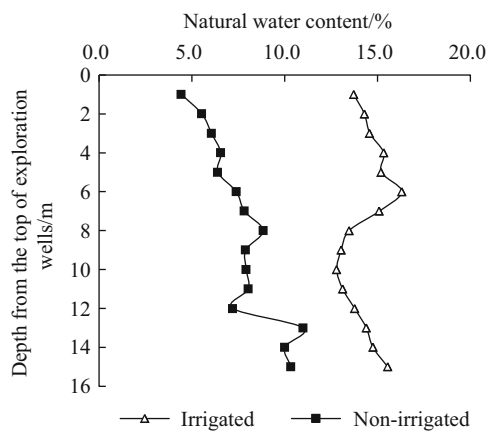 Natural water content/%
0.0 5.0 10.0 15.0 20.0
0
2
4
6
8
10
12
14
16
Depth from the top of exploration
wells/m
Irrigated Non-irrigated